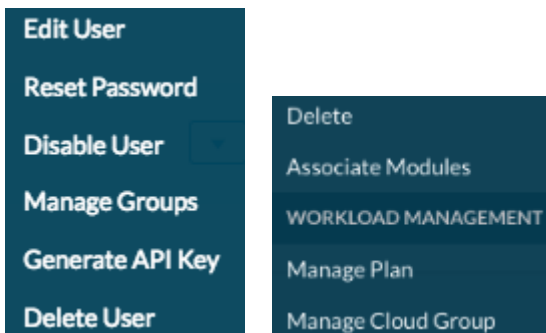 Edit User
Reset Password
Disable User
Manage Groups
Generate API Key
Delete User
Delete
Associate Modules
WORKLOAD MANAGEMENT
Manage Plan
Manage Cloud Group